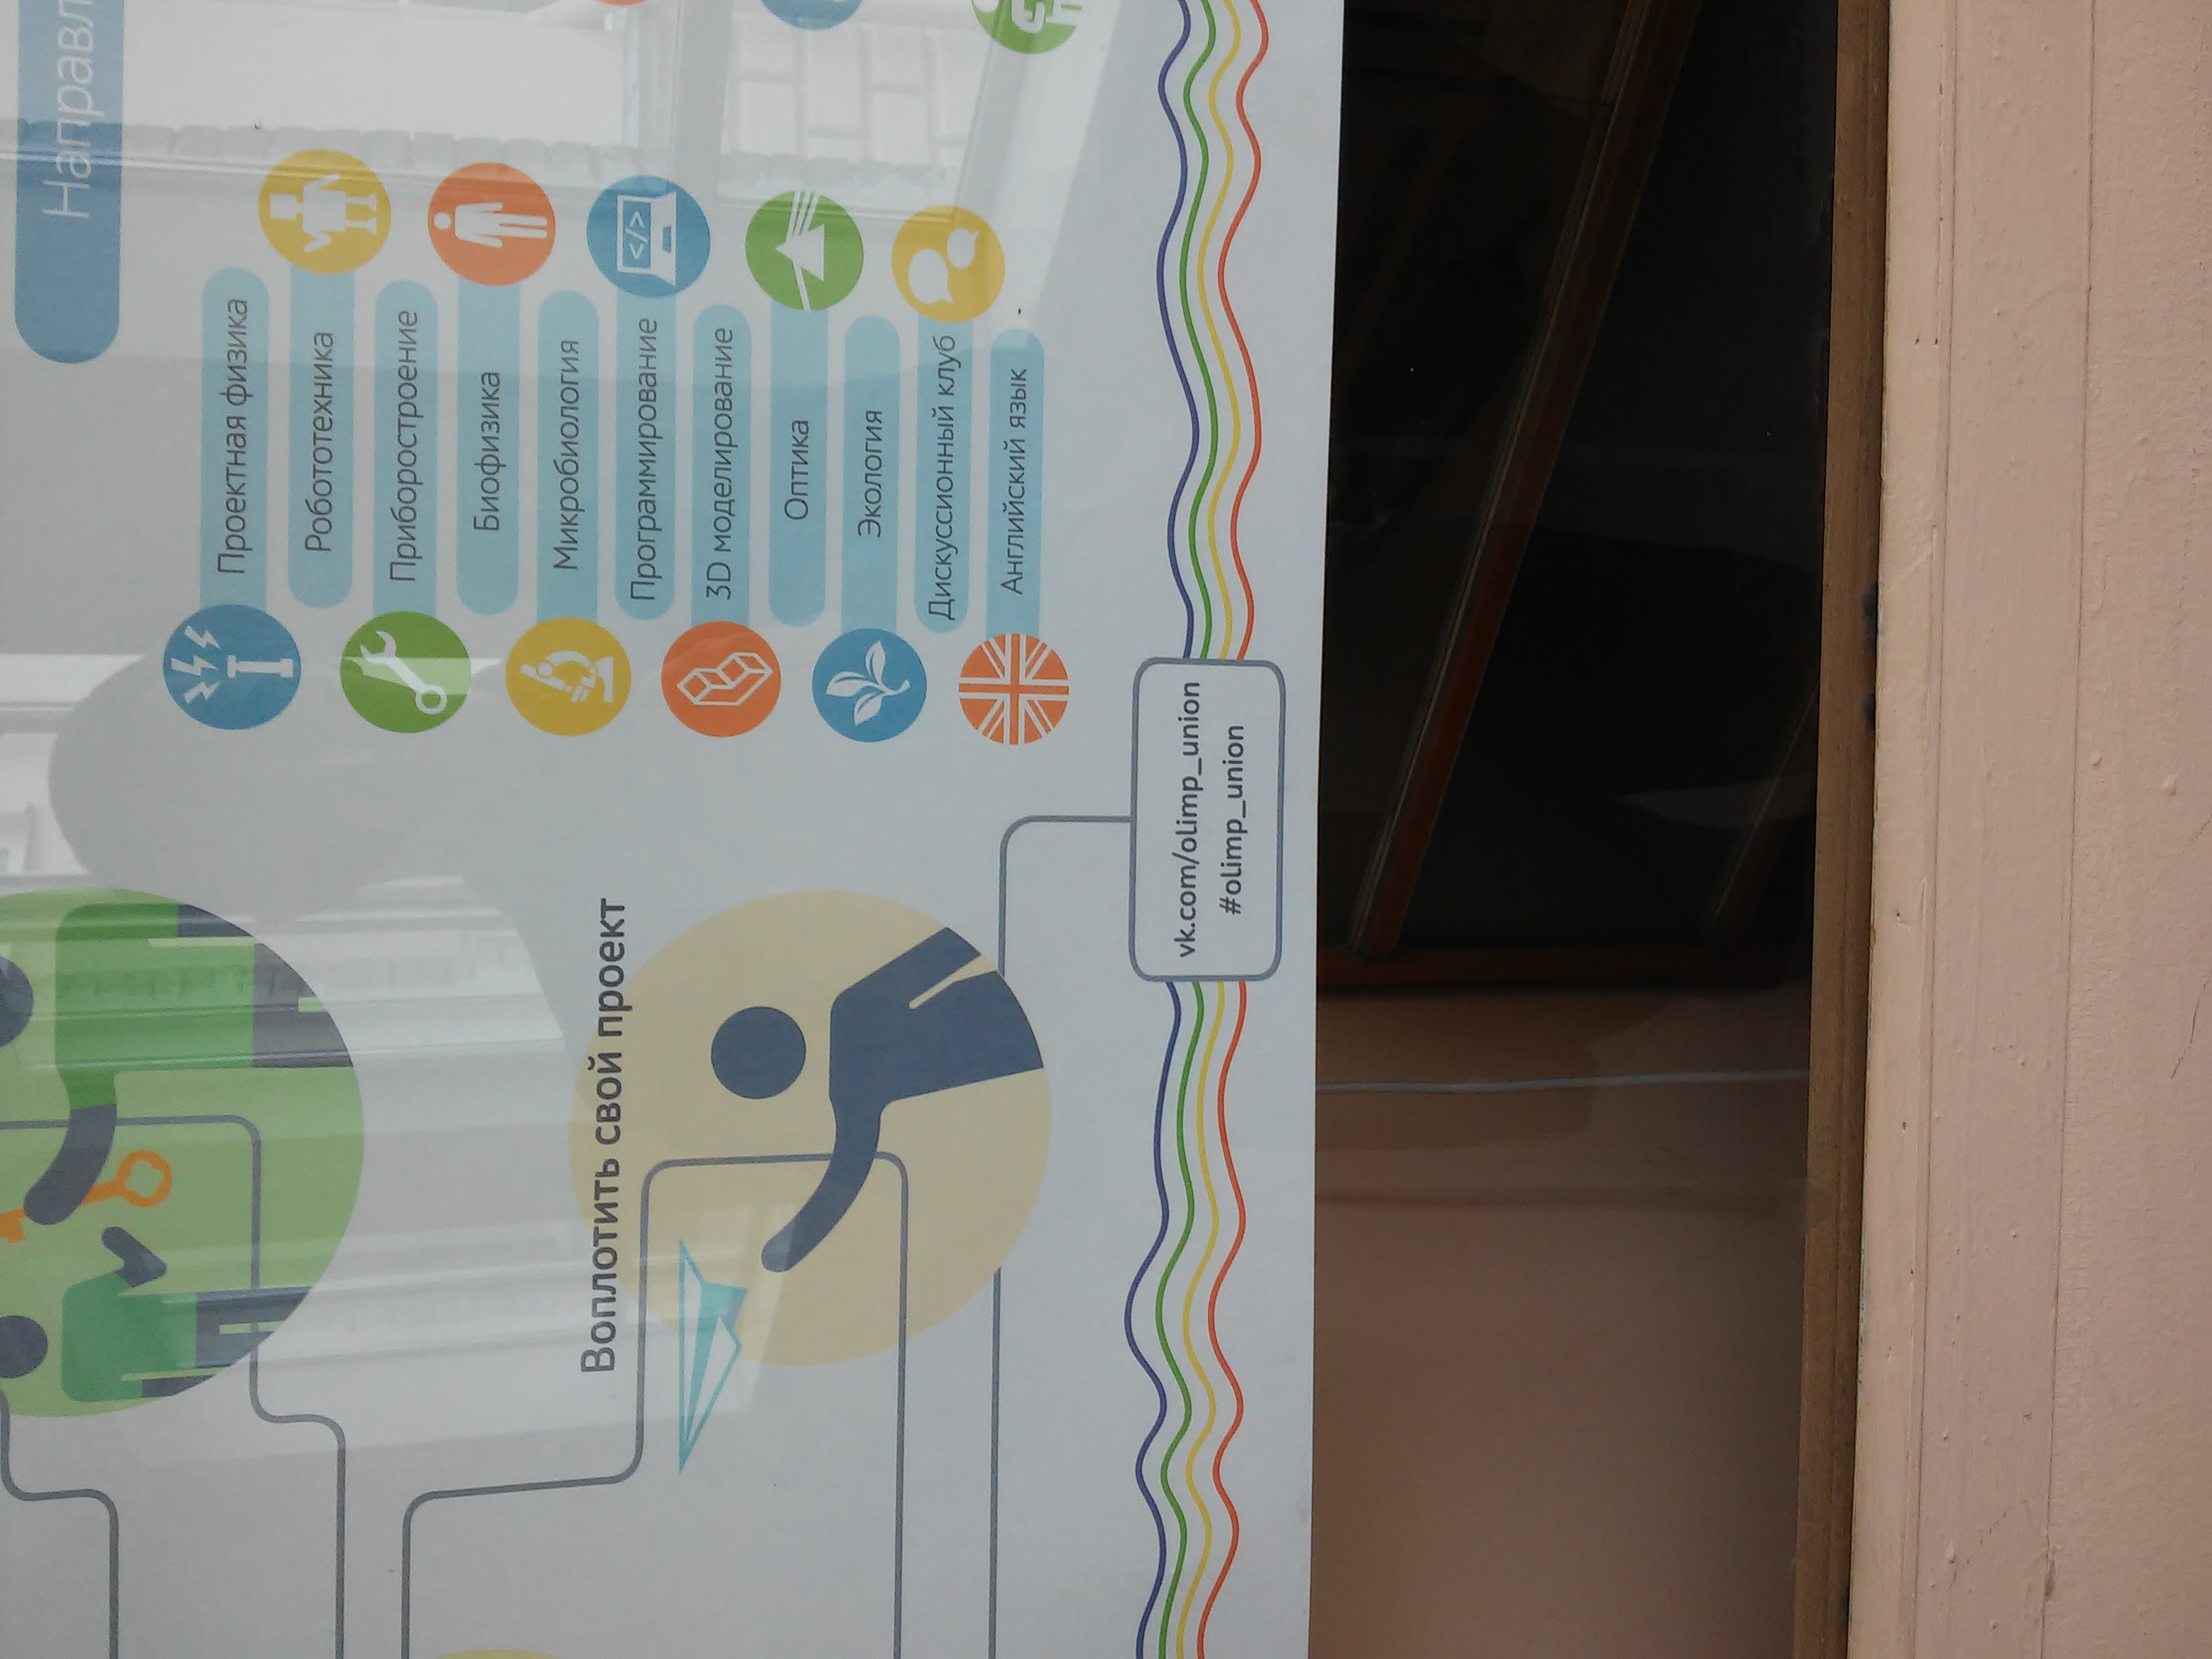 Проектная физика
Робототехника
Приборостроение
Биофизика
Микробиология
Программирование
</>
3D моделирование
Оптика
Экология
Дискуссионный клуб
Английский язык
Воплотить свой проект
vk.com/olimp_union
#olimp_union